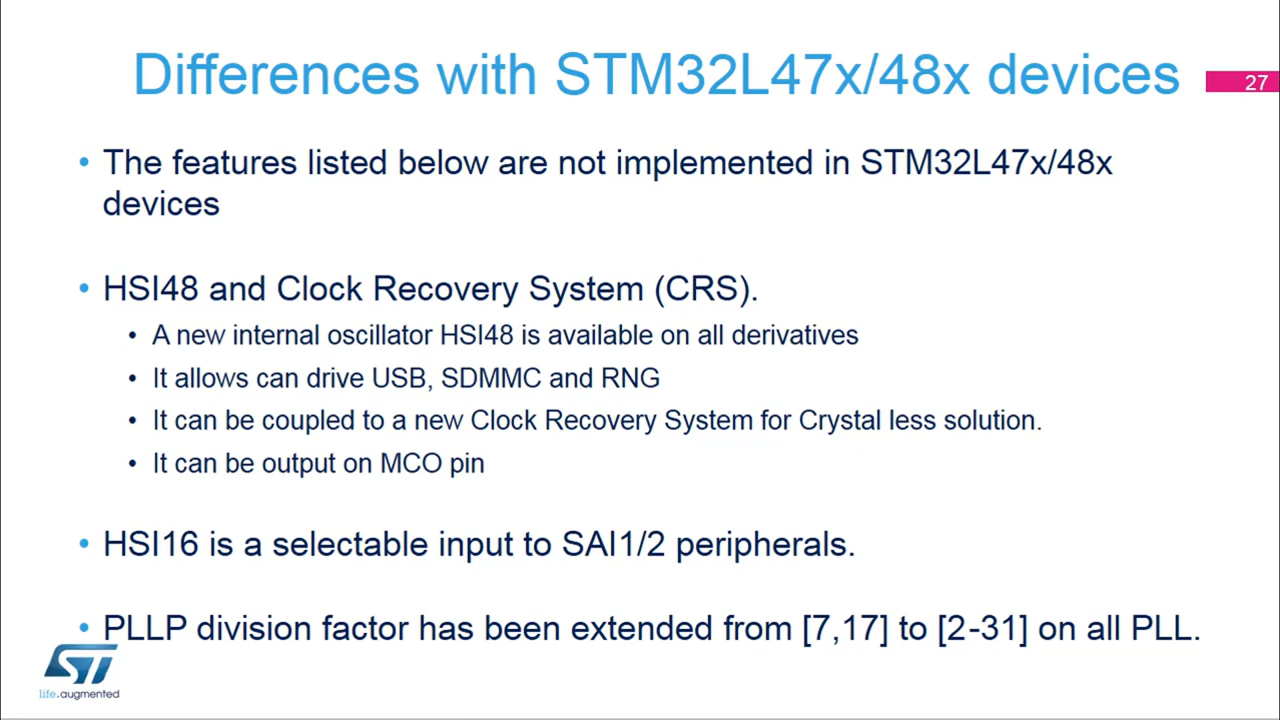 Differences with STM32L47x/48x devices
27
• The features listed below are not implemented in STM32L47x/48x
devices
• HSI48 and Clock Recovery System (CRS).
• A new internal oscillator HSI48 is available on all derivatives
• It allows can drive USB, SDMMC and RNG
• It can be coupled to a new Clock Recovery System for Crystal less solution.
• It can be output on MCO pin
• HSI16 is a selectable input to SAI1/2 peripherals.
• PLLP division factor has been extended from [7,17] to [2-31] on all PLL.
ST
life.augmented